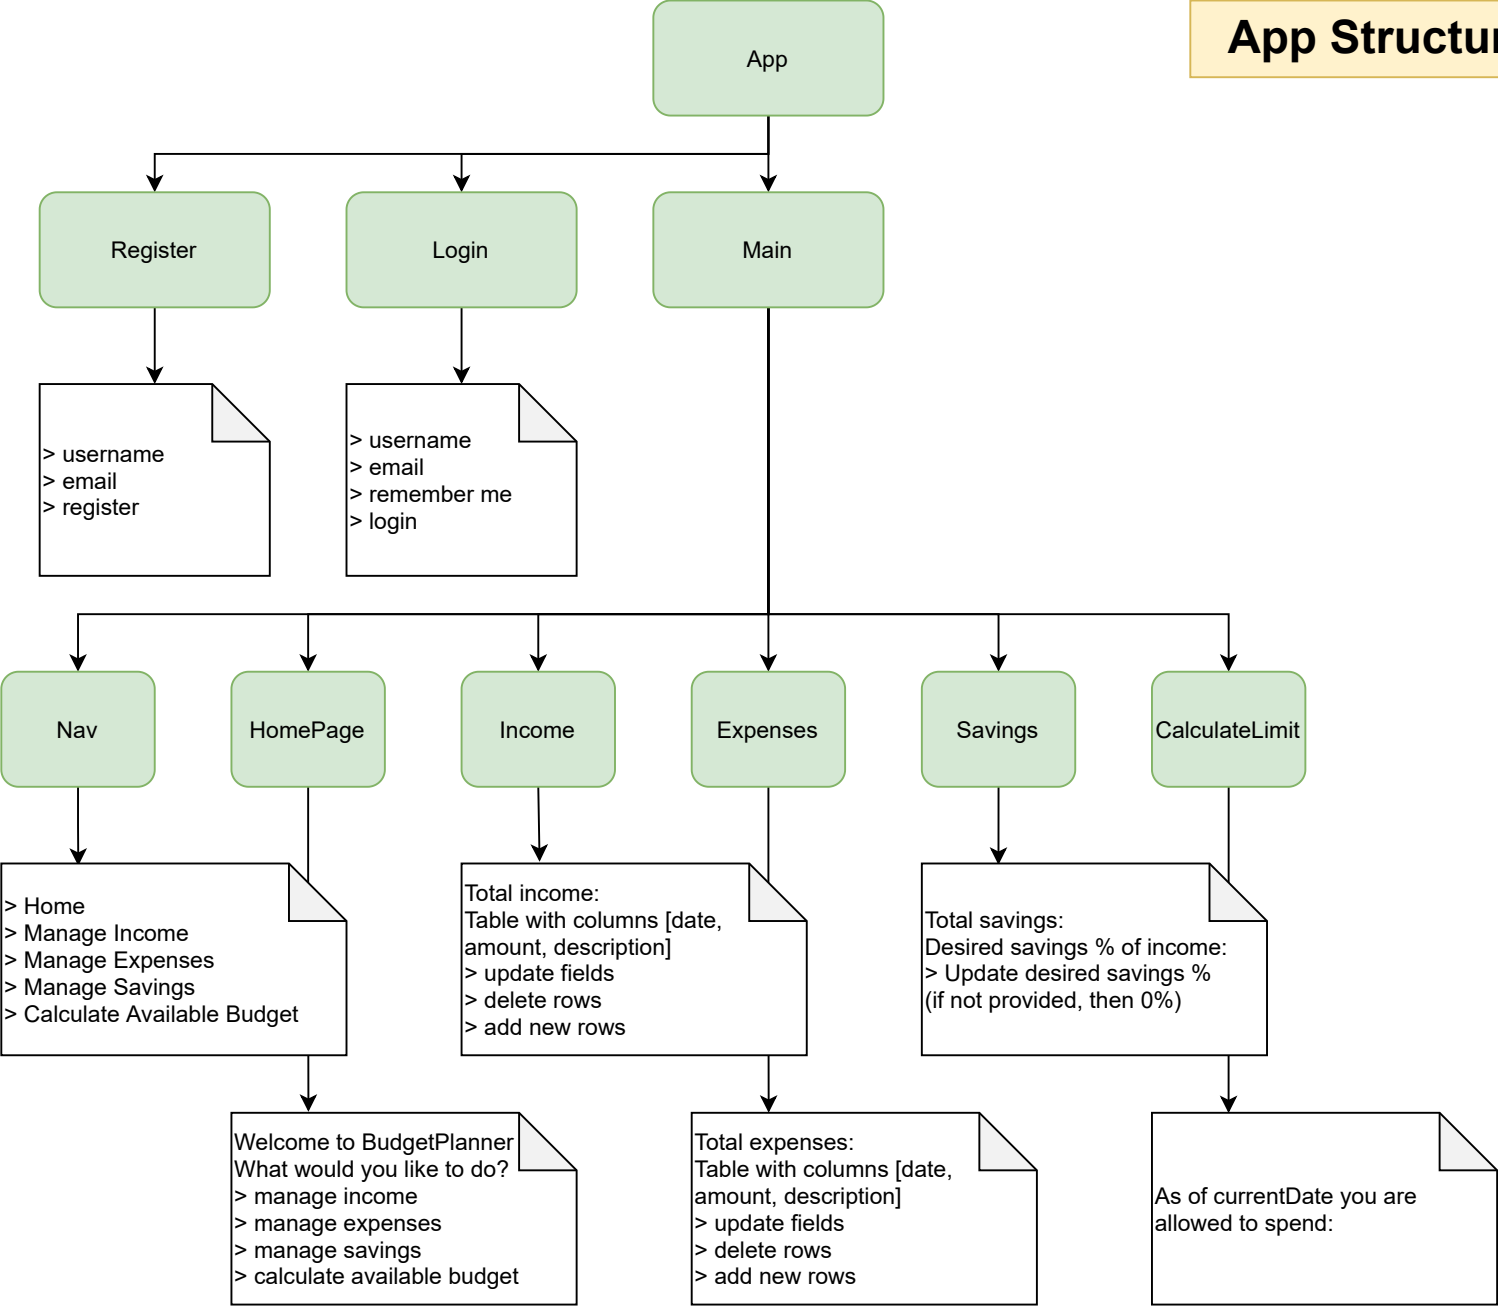 App
App Structur
Register
Login
Main
> username
> email
> register
> username
> email
> remember me
> login
Nav
HomePage
Income
Expenses
Savings
CalculateLimit
> Home
> Manage Income
> Manage Expenses
> Manage Savings
> Calculate Available Budget
Total income:
Table with columns [date,
amount, description]
> update fields
> delete rows
> add new rows
Total savings:
Desired savings % of income:
> Update desired savings %
(if not provided, then 0%)
Welcome to BudgetPlanner
What would you like to do?
> manage income
> manage expenses
> manage savings
> calculate available budget
Total expenses:
Table with columns [date,
amount, description]
> update fields
> delete rows
> add new rows
As of currentDate you are
allowed to spend: